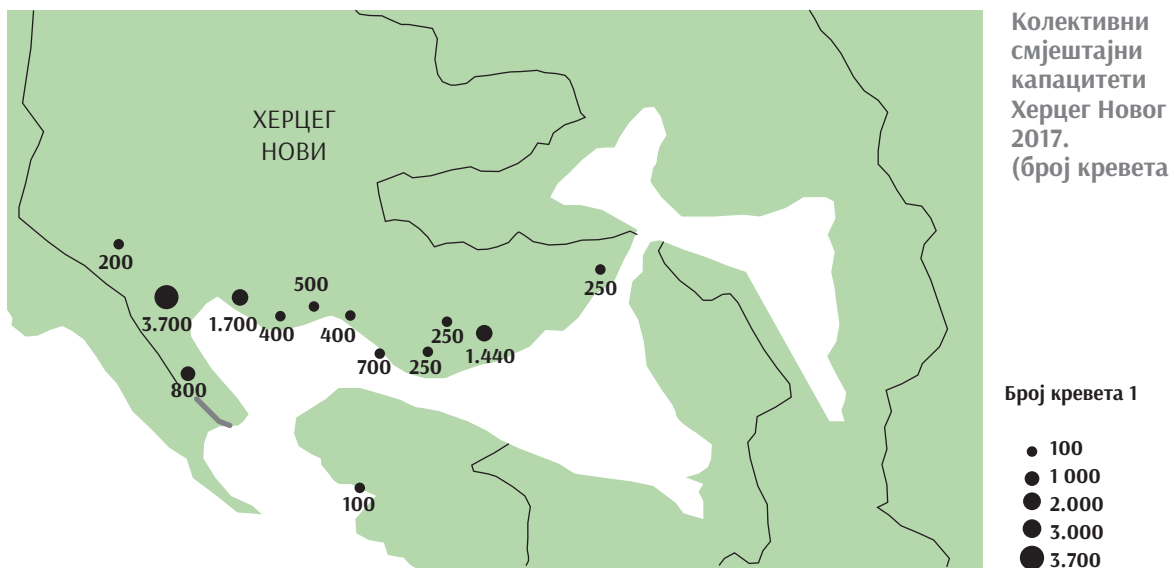 Колективни
смјештајни
капацитети
Херцег Новог
2017.
(број кревета
ХЕРЦЕГ
НОВИ
200
3.700
1.700
500
400
400
700
250
250
1.440
250
800
100
Број кревета 1
100
1 000
2.000
3.000
3.700